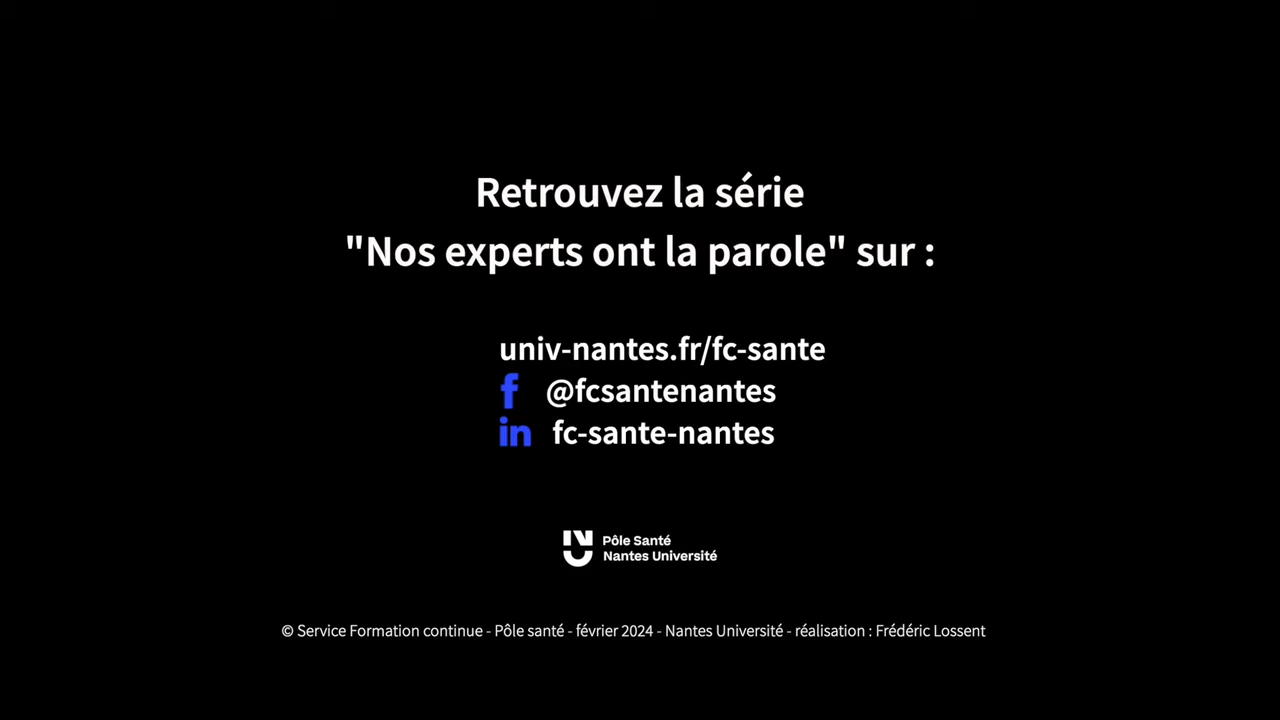 Retrouvez la série
"Nos experts ont la parole" sur :
univ-nantes.fr/fc-sante
f @fcsantenantes
in fc-sante-nantes
Pôle Santé
Nantes Université
© Service Formation continue - Pôle santé - février 2024 - Nantes Université - réalisation : Frédéric Lossent